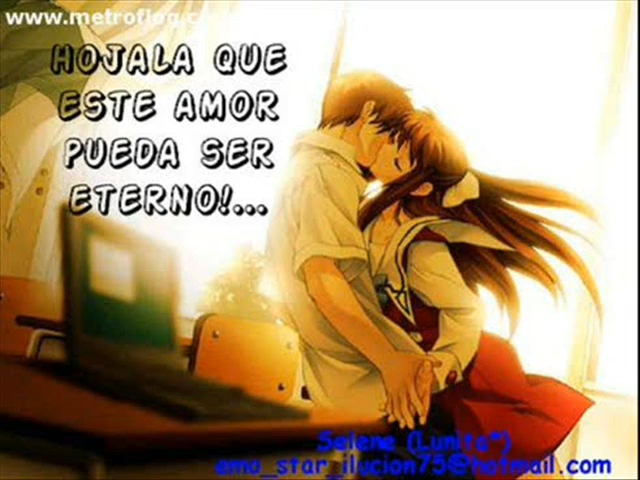 www.metroflog.c
HOJALA QUE
ESTE AMOR
PUEDA SER
ETERNO!...
Selene (Lunita*)
emo_star_ilucion75@hotmail.com